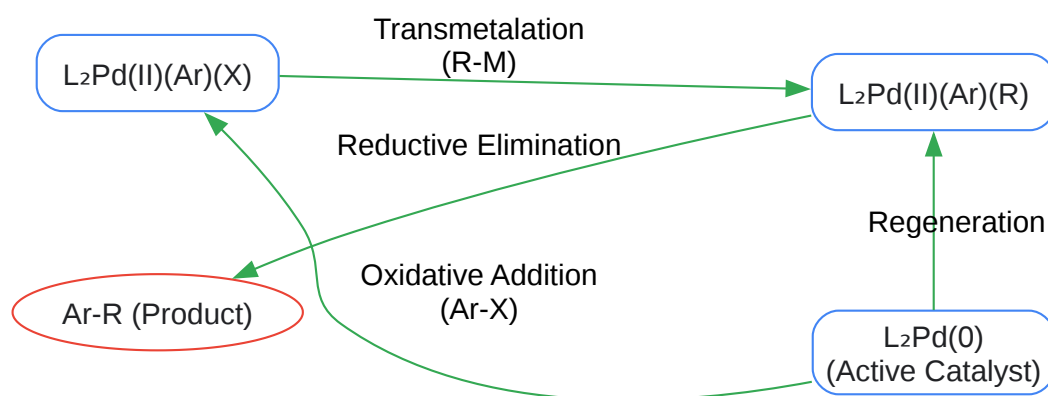 Transmetalation
(R-M)
L₂Pd(II)(Ar)(X)
L₂Pd(II)(Ar)(R)
Reductive Elimination
Regeneration
Oxidative Addition
(Ar-X)
Ar-R (Product)
L₂Pd(0)
(Active Catalyst)